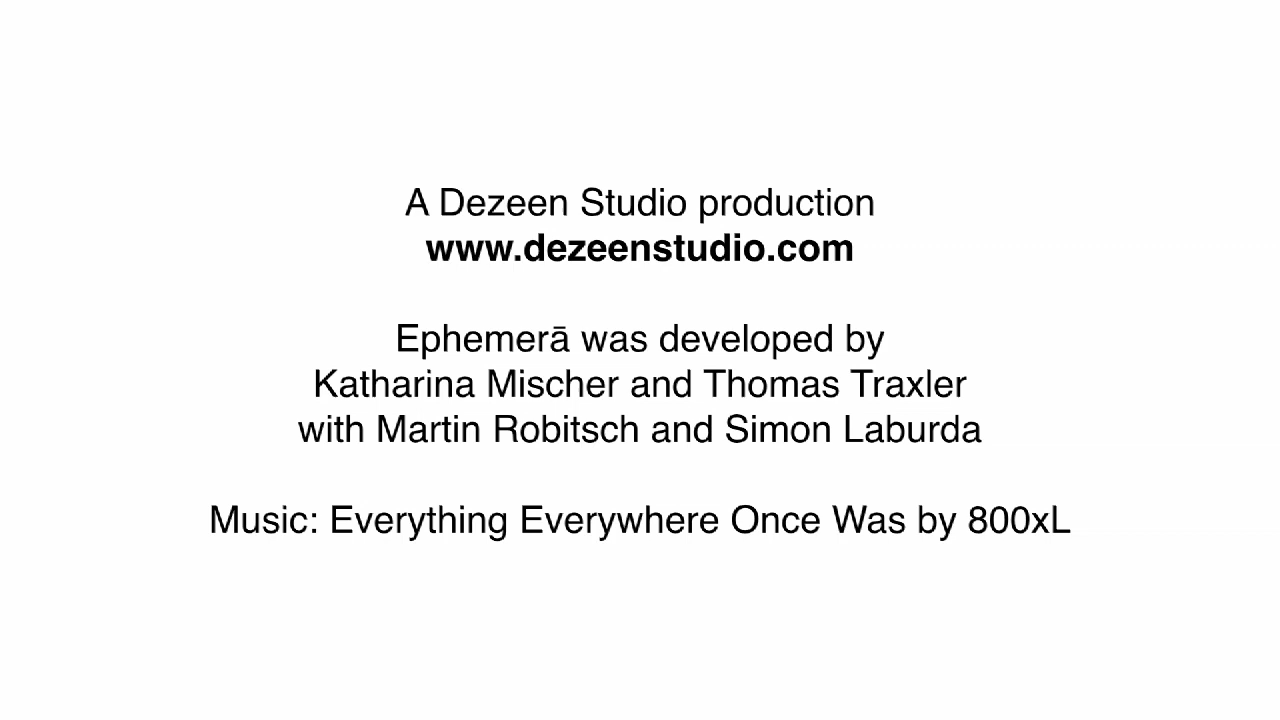 A Dezeen Studio production
www.dezeenstudio.com
Ephemerā was developed by
Katharina Mischer and Thomas Traxler
with Martin Robitsch and Simon Laburda
Music: Everything Everywhere Once Was by 800xL